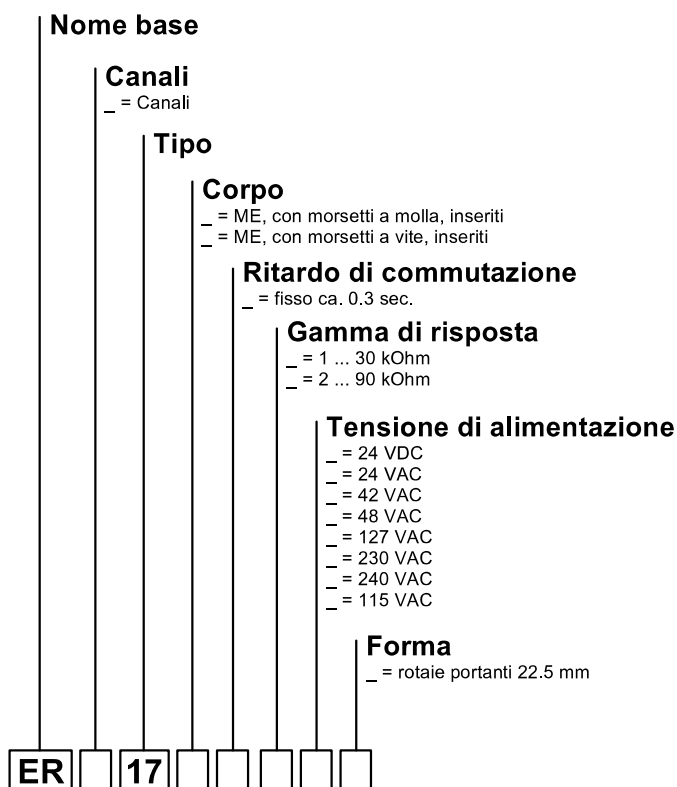 Nome base
Canali
_ = Canali
Tipo
Corpo
_ = ME, con morsetti a molla, inseriti
_ = ME, con morsetti a vite, inseriti
Ritardo di commutazione
_ = fisso ca. 0.3 sec.
Gamma di risposta
_ = 1 ... 30 kOhm
_ = 2 ... 90 kOhm
Tensione di alimentazione
_ = 24 VDC
_ = 24 VAC
_ = 42 VAC
_ = 48 VAC
_ = 127 VAC
_ = 230 VAC
_ = 240 VAC
_ = 115 VAC
Forma
_ = rotaie portanti 22.5 mm
ER 17